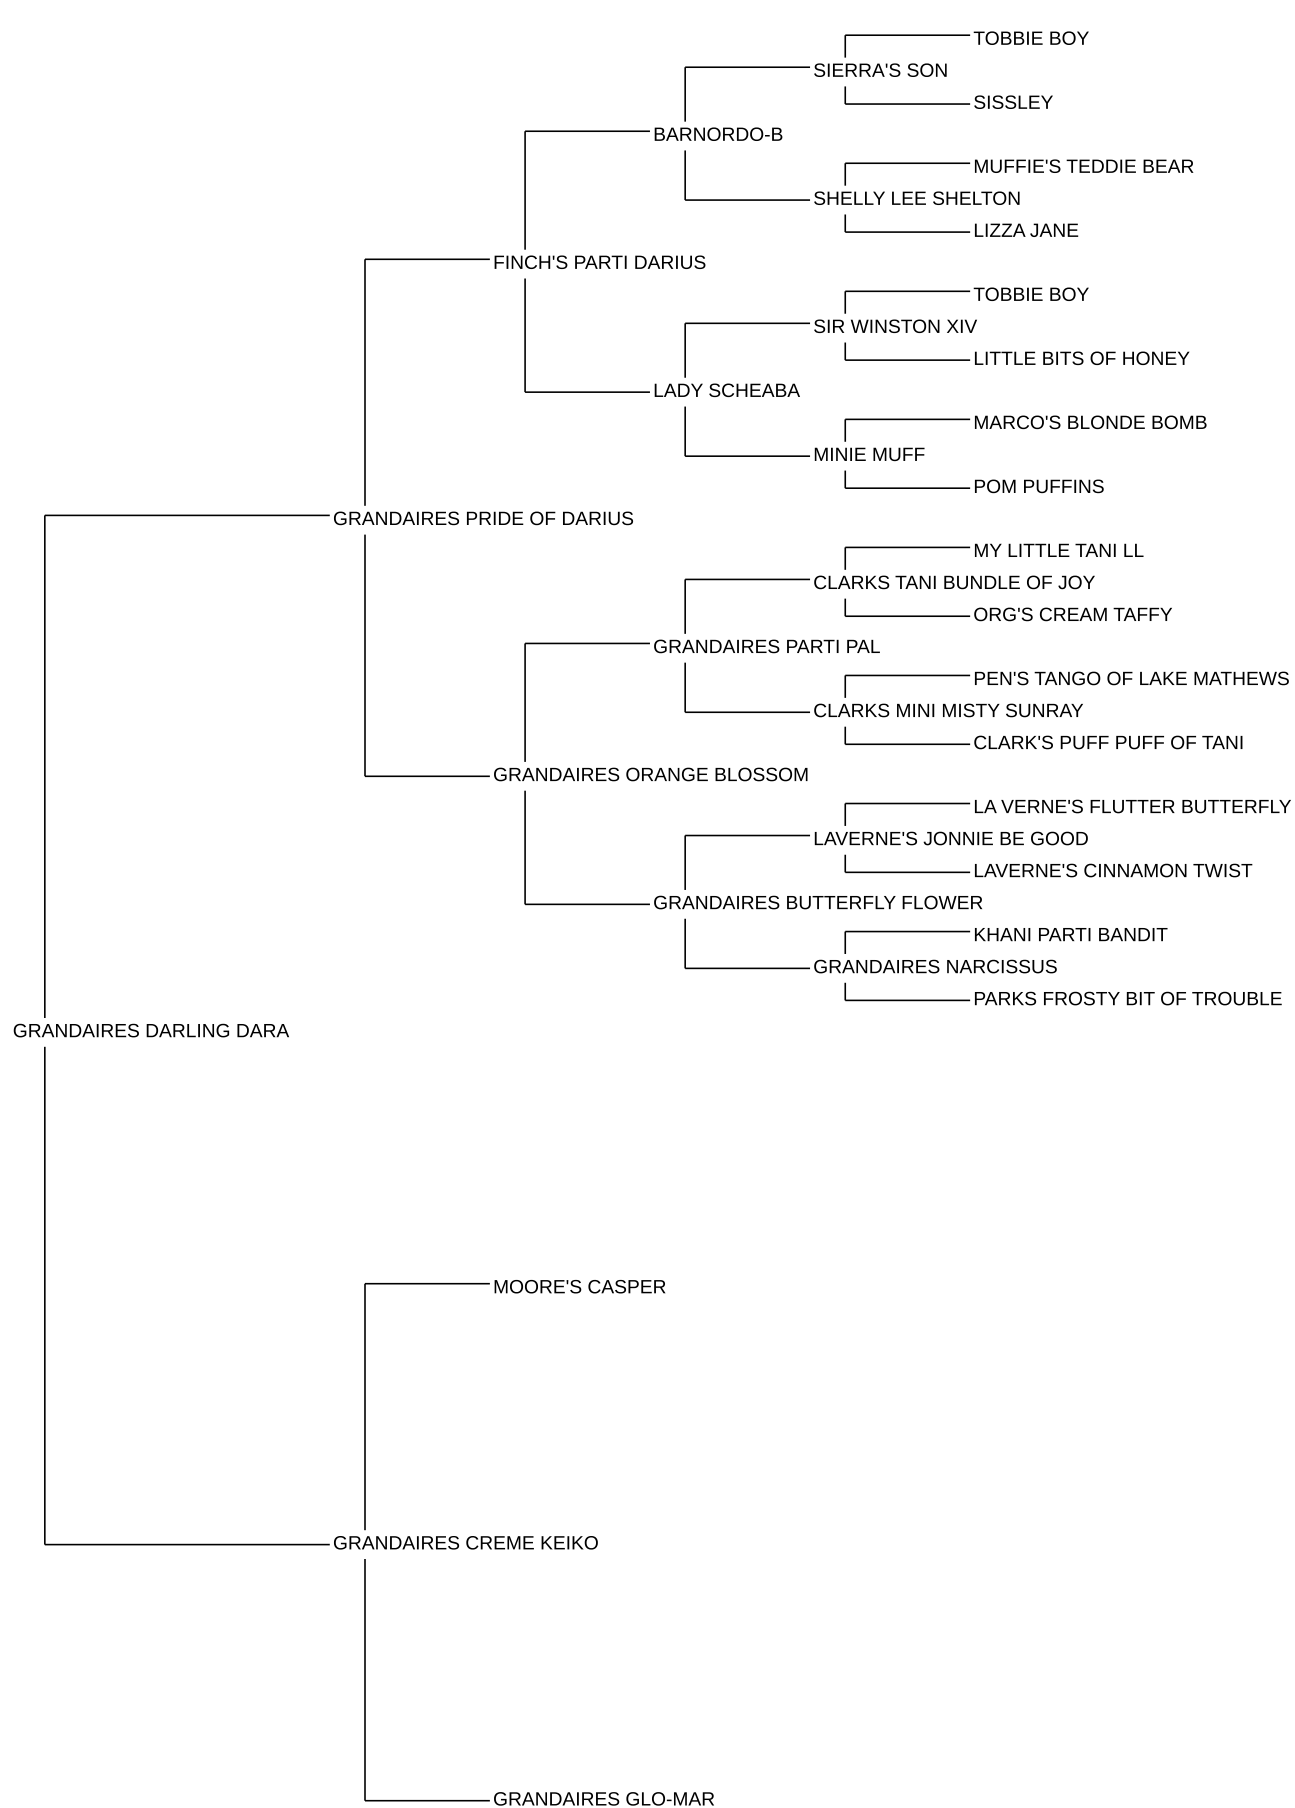 TOBBIE BOY
SIERRA'S SON
SISSLEY
BARNORDO-B
MUFFIE'S TEDDIE BEAR
SHELLY LEE SHELTON
LIZZA JANE
FINCH'S PARTI DARIUS
TOBBIE BOY
SIR WINSTON XIV
LITTLE BITS OF HONEY
LADY SCHEABA
MARCO'S BLONDE BOMB
MINIE MUFF
POM PUFFINS
GRANDAIRES PRIDE OF DARIUS
MY LITTLE TANI LL
CLARKS TANI BUNDLE OF JOY
ORG'S CREAM TAFFY
GRANDAIRES PARTI PAL
PEN'S TANGO OF LAKE MATHEWS
CLARKS MINI MISTY SUNRAY
CLARK'S PUFF PUFF OF TANI
GRANDAIRES ORANGE BLOSSOM
LA VERNE'S FLUTTER BUTTERFLY
LAVERNE'S JONNIE BE GOOD
LAVERNE'S CINNAMON TWIST
GRANDAIRES BUTTERFLY FLOWER
KHANI PARTI BANDIT
GRANDAIRES NARCISSUS
PARKS FROSTY BIT OF TROUBLE
GRANDAIRES DARLING DARA
MOORE'S CASPER
GRANDAIRES CREME KEIKO
GRANDAIRES GLO-MAR